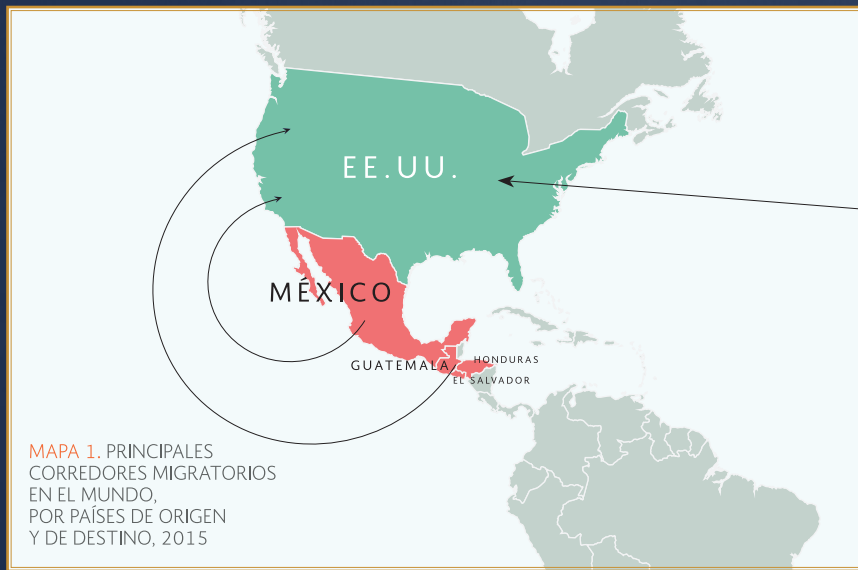 EE.UU.
MÉXICO
GUATEMALA
HONDURAS
EL SALVADOR
MAPA 1. PRINCIPALES
CORREDORES MIGRATORIOS
EN EL MUNDO,
POR PAÍSES DE ORIGEN
Y DE DESTINO, 2015